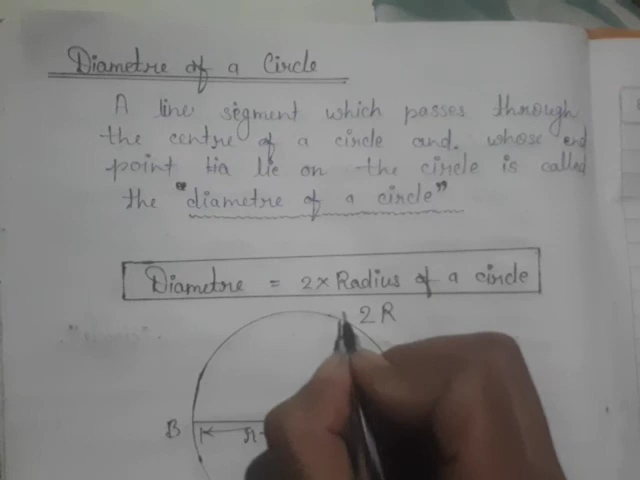 Diametre of a Circle
A line segment which passes through
the centre of a circle and. whose end
point lie on the circle is called
the "diametre of a circle"
Diametre = 2 x Radius of a circle
2R
B
r